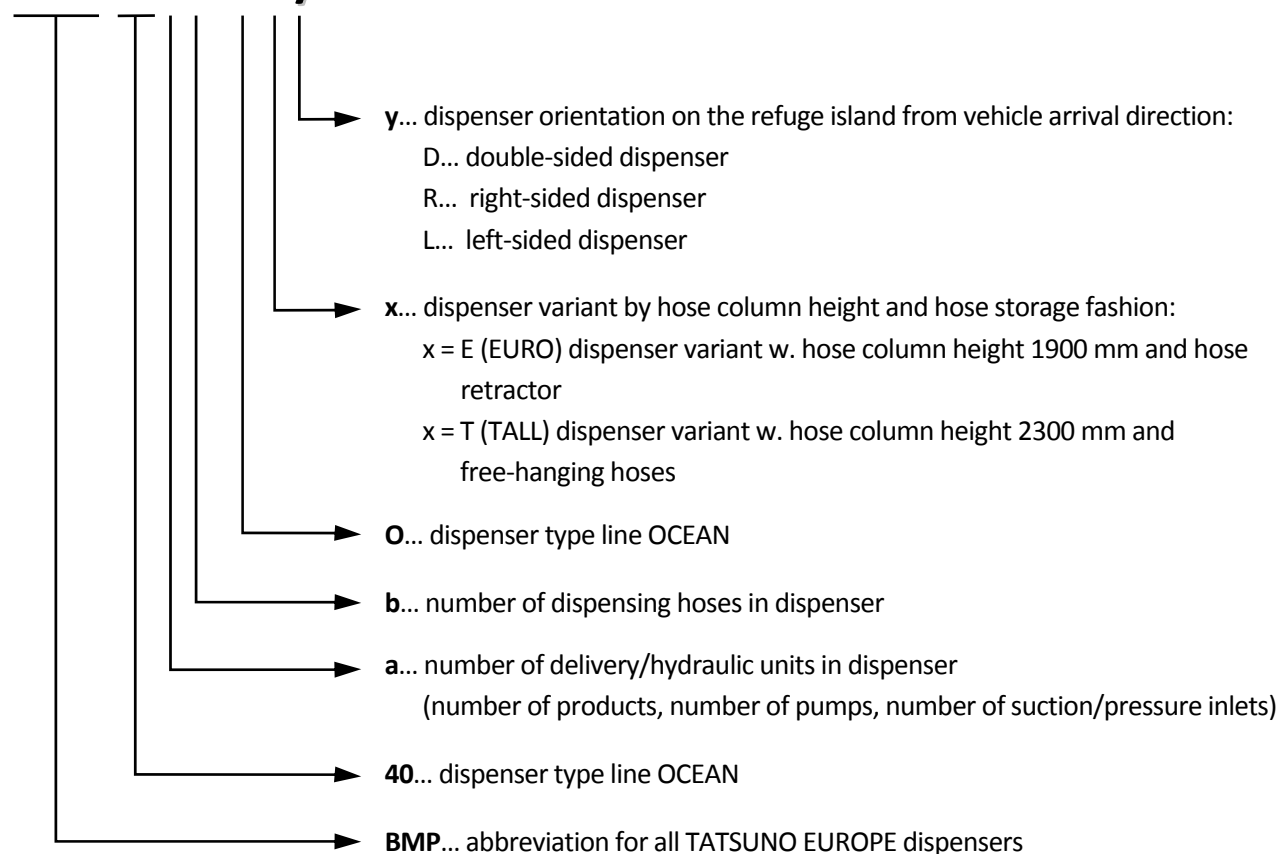 y... dispenser orientation on the refuge island from vehicle arrival direction:
D... double-sided dispenser
R... right-sided dispenser
L... left-sided dispenser
x... dispenser variant by hose column height and hose storage fashion:
x = E (EURO) dispenser variant w. hose column height 1900 mm and hose
retractor
x = T (TALL) dispenser variant w. hose column height 2300 mm and
free-hanging hoses
O... dispenser type line OCEAN
b... number of dispensing hoses in dispenser
a... number of delivery/hydraulic units in dispenser
(number of products, number of pumps, number of suction/pressure inlets)
40... dispenser type line OCEAN
BMP... abbreviation for all TATSUNO EUROPE dispensers